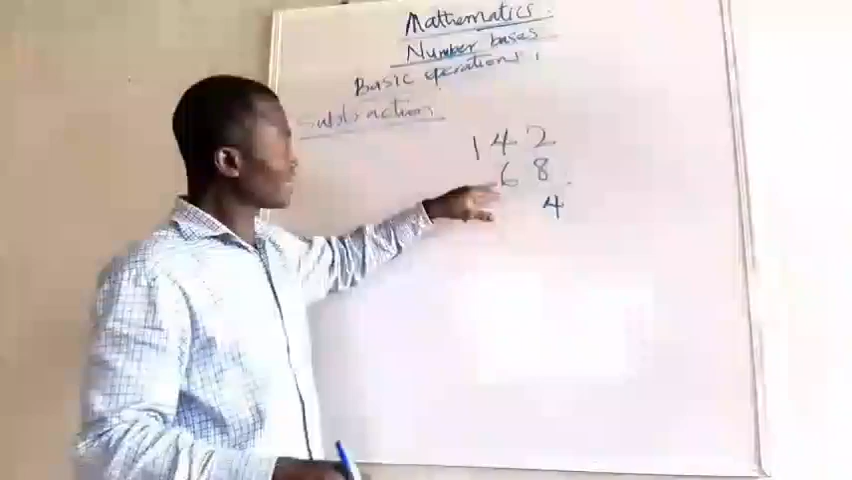 Mathematics.
Number bases
Basic operations.
Subtraction
142
68
4